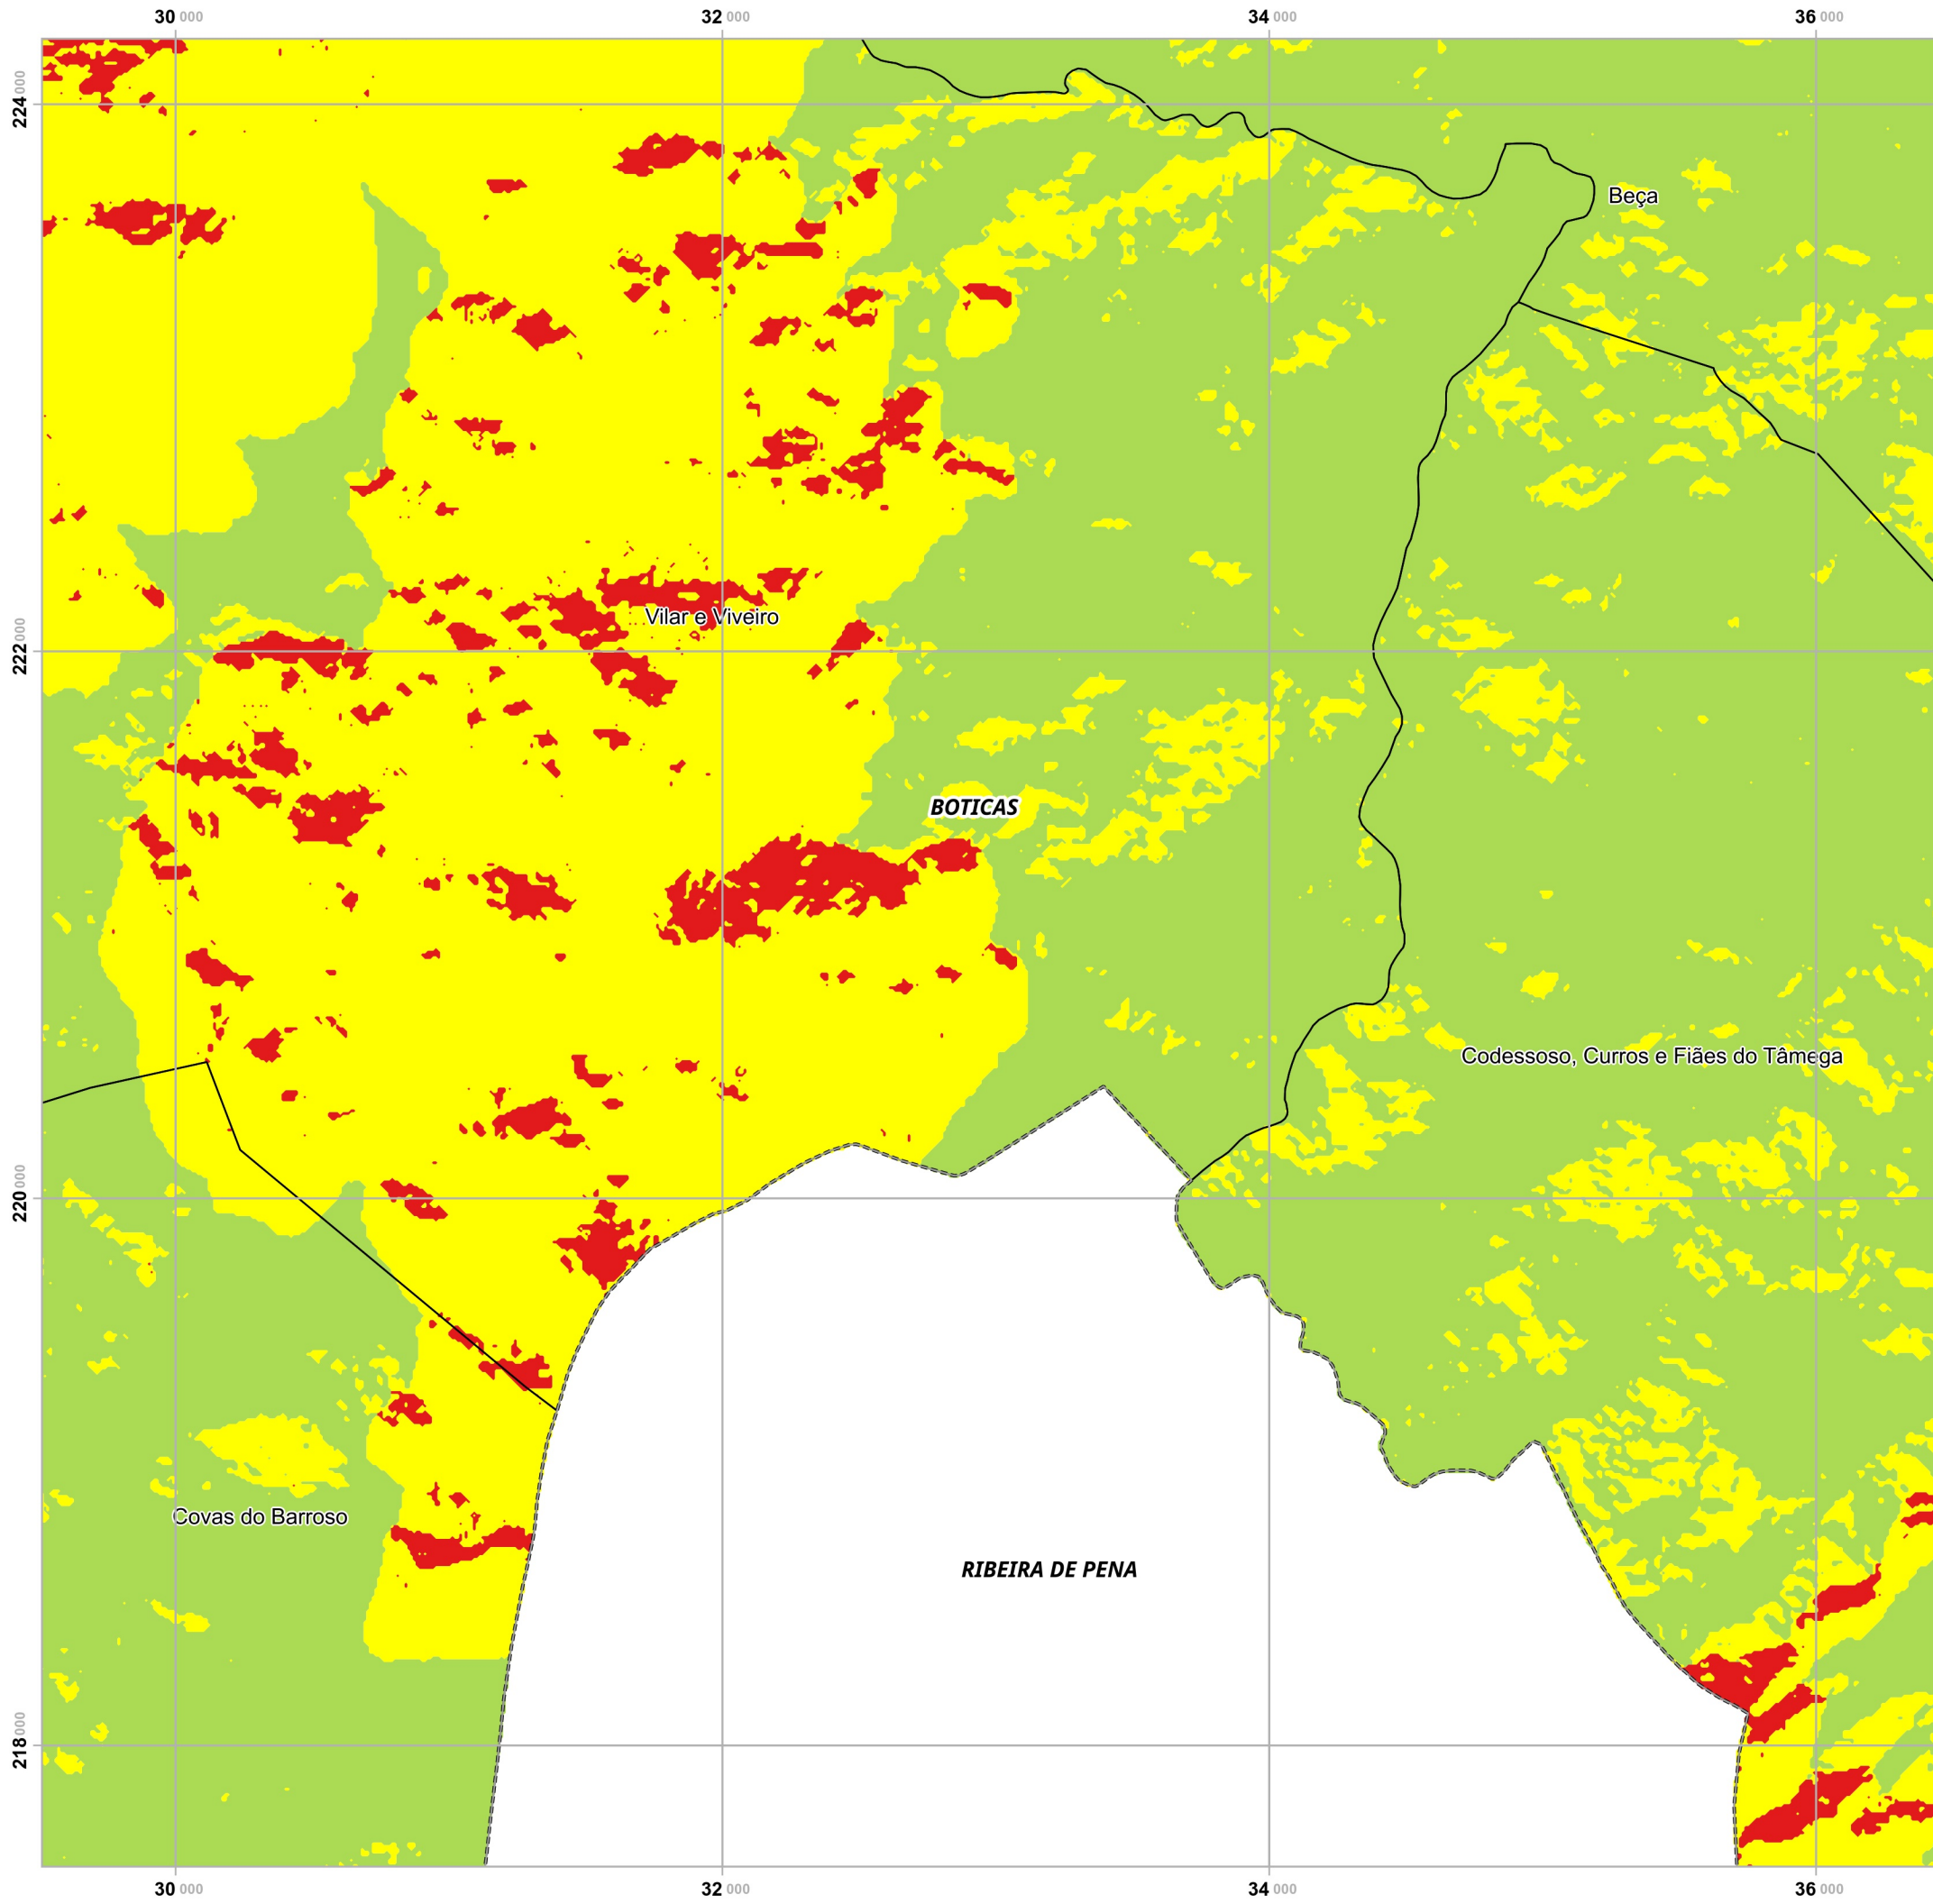 30 000 32 000 34 000 36 000
224 000
Beça
Vilar e Viveiro
222 000
BOTICAS
Codessoso, Curros e Fiães do Tâmega
220 000
Covas do Barroso
RIBEIRA DE PENA
218 000
30 000 32 000 34 000 36 000